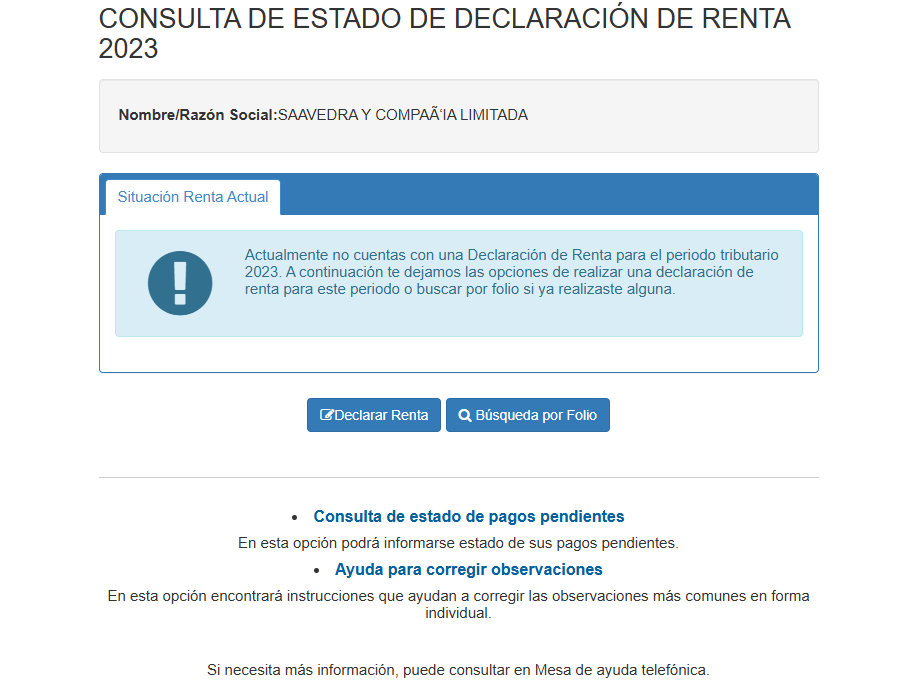 CONSULTA DE ESTADO DE DECLARACIÓN DE RENTA
2023
Nombre/Razón Social:SAAVEDRA Y COMPAÃ‘IA LIMITADA
Situación Renta Actual
Actualmente no cuentas con una Declaración de Renta para el periodo tributario
2023. A continuación te dejamos las opciones de realizar una declaración de
renta para este periodo o buscar por folio si ya realizaste alguna.
Declarar Renta
Búsqueda por Folio
• Consulta de estado de pagos pendientes
En esta opción podrá informarse estado de sus pagos pendientes.
• Ayuda para corregir observaciones
En esta opción encontrará instrucciones que ayudan a corregir las observaciones más comunes en forma
individual.
Si necesita más información, puede consultar en Mesa de ayuda telefónica.